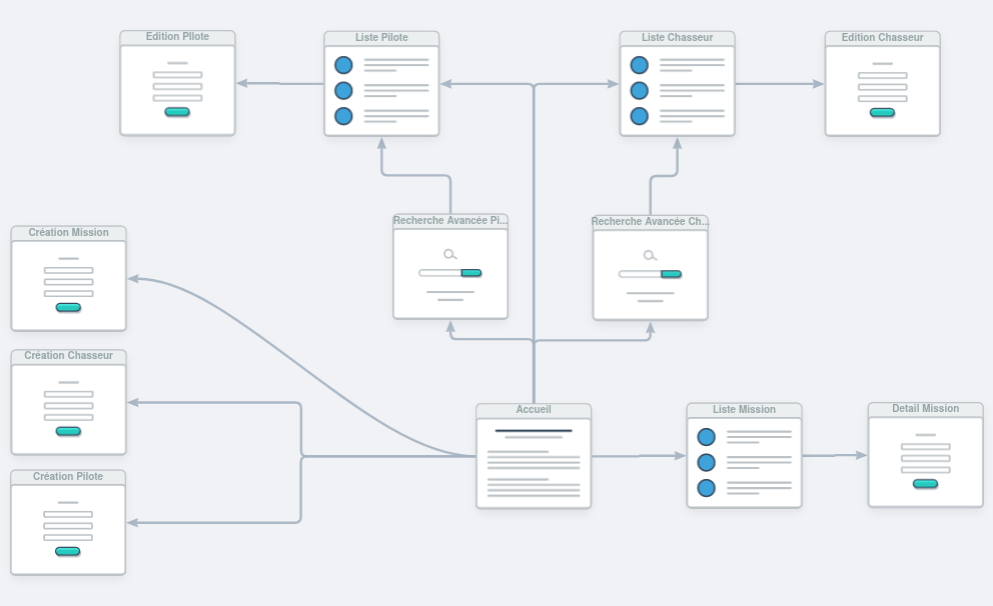 Edition Pilote
Liste Pilote
Liste Chasseur
Edition Chasseur
Recherche Avancée Pi...
Recherche Avancée Ch...
Création Mission
Création Chasseur
Création Pilote
Accueil
Liste Mission
Detail Mission